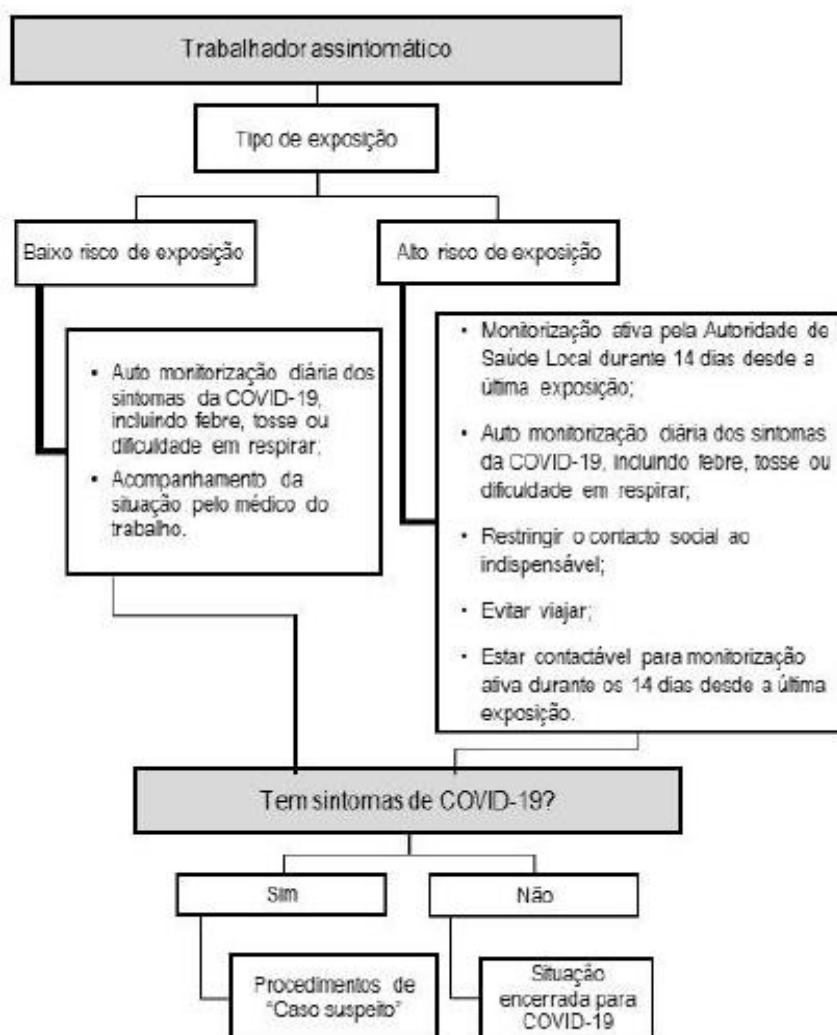 Trabalhador assintomático
Tipo de exposição
Baixo risco de exposição
Alto risco de exposição
• Auto monitorização diária dos
sintomas da COVID-19,
incluindo febre, tosse ou
dificuldade em respirar;
• Acompanhamento da
situação pelo médico do
trabalho.
• Monitorização ativa pela Autoridade de
Saúde Local durante 14 dias desde a
última exposição;
• Auto monitorização diária dos sintomas
da COVID-19, incluindo febre, tosse ou
dificuldade em respirar;
• Restringir o contacto social ao
indispensável;
• Evitar viajar;
• Estar contactável para monitorização
ativa durante os 14 dias desde a última
exposição.
Tem sintomas de COVID-19?
Sim
Não
Procedimentos de
"Caso suspeito"
Situação
encerrada para
COVID-19